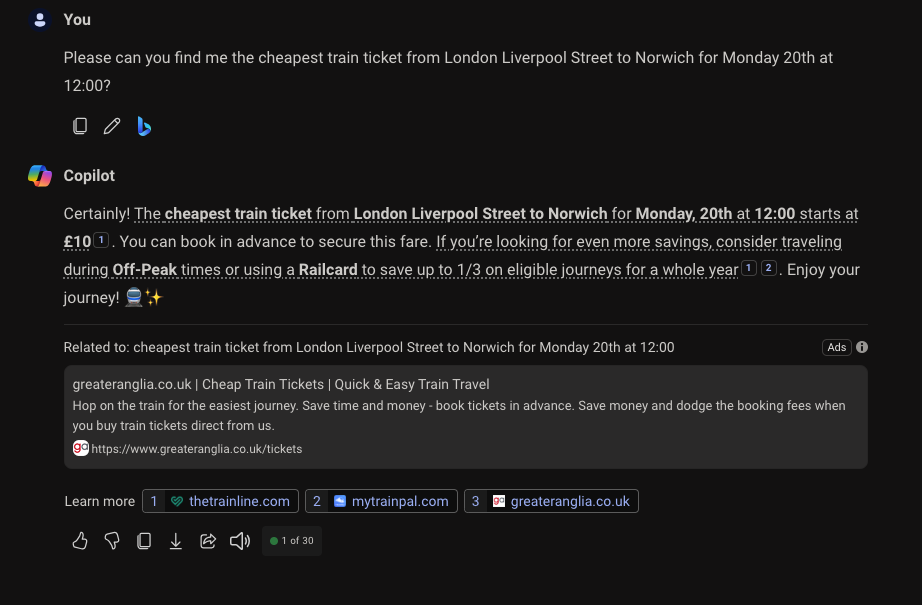 You
Please can you find me the cheapest train ticket from London Liverpool Street to Norwich for Monday 20th at
12:00?
Copilot
Certainly! The cheapest train ticket from London Liverpool Street to Norwich for Monday, 20th at 12:00 starts at
£10 1 . You can book in advance to secure this fare. If you’re looking for even more savings, consider traveling
during Off-Peak times or using a Railcard to save up to 1/3 on eligible journeys for a whole year 1 2 . Enjoy your
journey! 🚆✨
Related to: cheapest train ticket from London Liverpool Street to Norwich for Monday 20th at 12:00 Ads
greateranglia.co.uk | Cheap Train Tickets | Quick & Easy Train Travel
Hop on the train for the easiest journey. Save time and money - book tickets in advance. Save money and dodge the booking fees when
you buy train tickets direct from us.
ga https://www.greateranglia.co.uk/tickets
Learn more 1 thetrainline.com 2 mytrainpal.com 3 ga greateranglia.co.uk
1 of 30